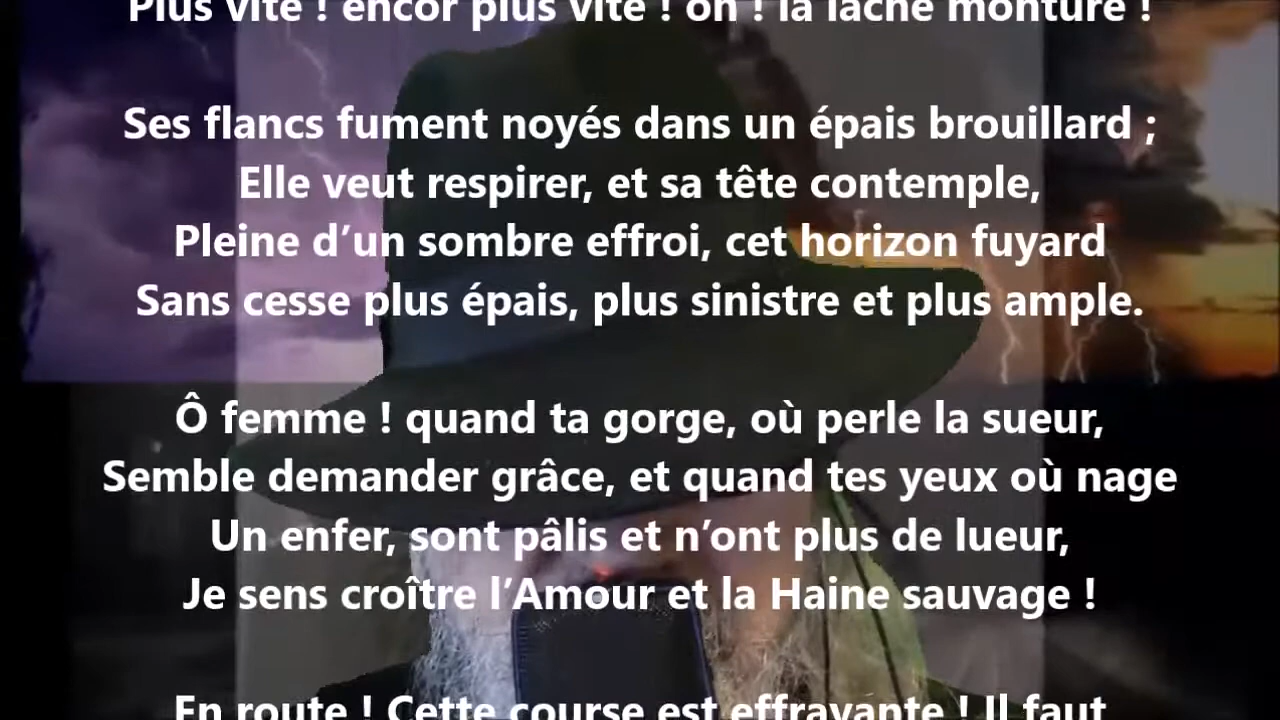 Plus vite ! encor plus vite ! oh ! la lâche monture !
Ses flancs fument noyés dans un épais brouillard ;
Elle veut respirer, et sa tête contemple,
Pleine d’un sombre effroi, cet horizon fuyard
Sans cesse plus épais, plus sinistre et plus ample.
Ô femme ! quand ta gorge, où perle la sueur,
Semble demander grâce, et quand tes yeux où nage
Un enfer, sont pâlis et n’ont plus de lueur,
Je sens croître l’Amour et la Haine sauvage !
En route ! Cette course est effrayante ! Il faut